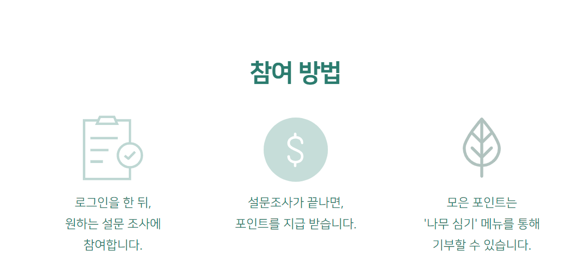 참여 방법
로그인을 한 뒤,
원하는 설문 조사에
참여합니다.
$
설문조사가 끝나면,
포인트를 지급 받습니다.
모은 포인트는
'나무 심기' 메뉴를 통해
기부할 수 있습니다.